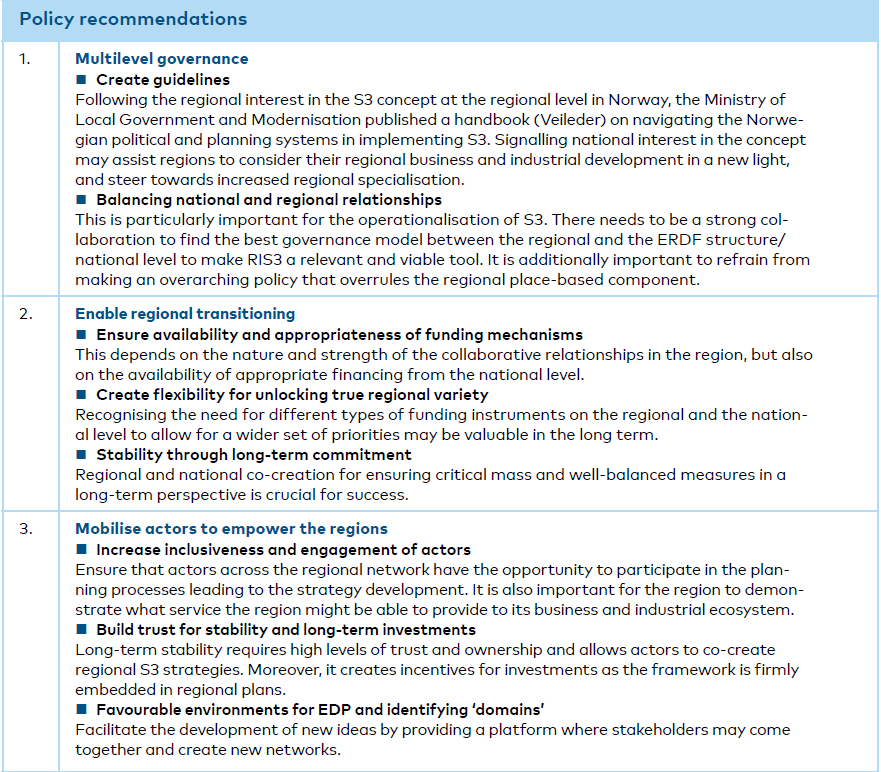 Policy recommendations
1.
Multilevel governance
■ Create guidelines
Following the regional interest in the S3 concept at the regional level in Norway, the Ministry of
Local Government and Modernisation published a handbook (Veileder) on navigating the Norwe-
gian political and planning systems in implementing S3. Signalling national interest in the concept
may assist regions to consider their regional business and industrial development in a new light,
and steer towards increased regional specialisation.
■ Balancing national and regional relationships
This is particularly important for the operationalisation of S3. There needs to be a strong col-
laboration to find the best governance model between the regional and the ERDF structure/
national level to make RIS3 a relevant and viable tool. It is additionally important to refrain from
making an overarching policy that overrules the regional place-based component.
2.
Enable regional transitioning
■ Ensure availability and appropriateness of funding mechanisms
This depends on the nature and strength of the collaborative relationships in the region, but also
on the availability of appropriate financing from the national level.
■ Create flexibility for unlocking true regional variety
Recognising the need for different types of funding instruments on the regional and the nation-
al level to allow for a wider set of priorities may be valuable in the long term.
■ Stability through long-term commitment
Regional and national co-creation for ensuring critical mass and well-balanced measures in a
long-term perspective is crucial for success.
3.
Mobilise actors to empower the regions
■ Increase inclusiveness and engagement of actors
Ensure that actors across the regional network have the opportunity to participate in the plan-
ning processes leading to the strategy development. It is also important for the region to demon-
strate what service the region might be able to provide to its business and industrial ecosystem.
■ Build trust for stability and long-term investments
Long-term stability requires high levels of trust and ownership and allows actors to co-create
regional S3 strategies. Moreover, it creates incentives for investments as the framework is firmly
embedded in regional plans.
■ Favourable environments for EDP and identifying ‘domains’
Facilitate the development of new ideas by providing a platform where stakeholders may come
together and create new networks.